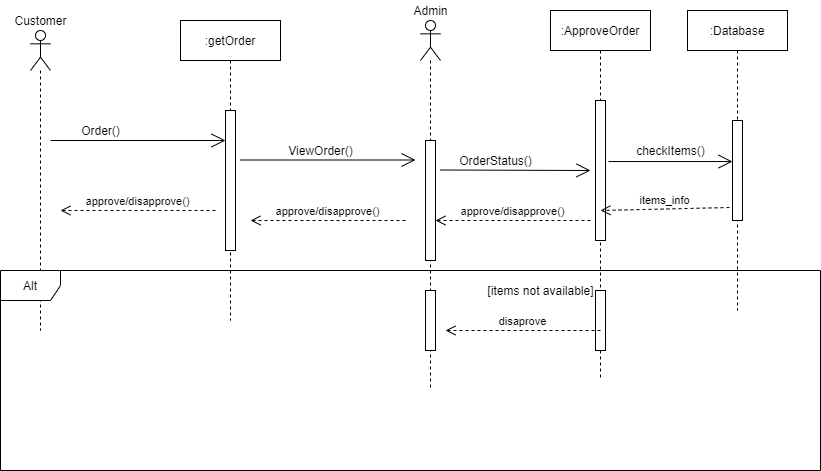 Customer
Admin
:getOrder
:ApproveOrder
:Database
Order()
ViewOrder()
OrderStatus()
checkItems()
approve/disapprove()
approve/disapprove()
approve/disapprove()
items_info
Alt
[items not available]
disaprove